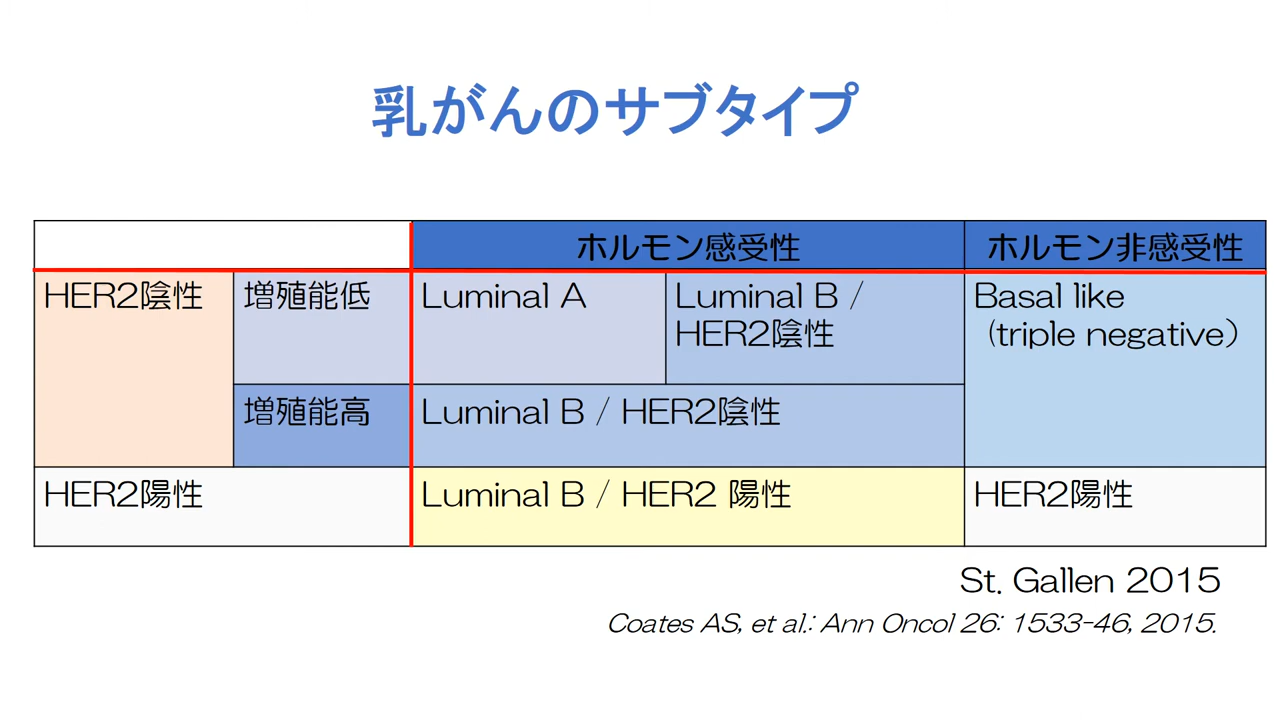 乳がんのサブタイプ
ホルモン感受性 ホルモン非感受性
HER2陰性 増殖能低 Luminal A Luminal B / Basal like
HER2陰性 (triple negative)
増殖能高 Luminal B / HER2陰性
HER2陽性 Luminal B / HER2 陽性 HER2陽性
St. Gallen 2015
Coates AS, et al.: Ann Oncol 26: 1533-46, 2015.